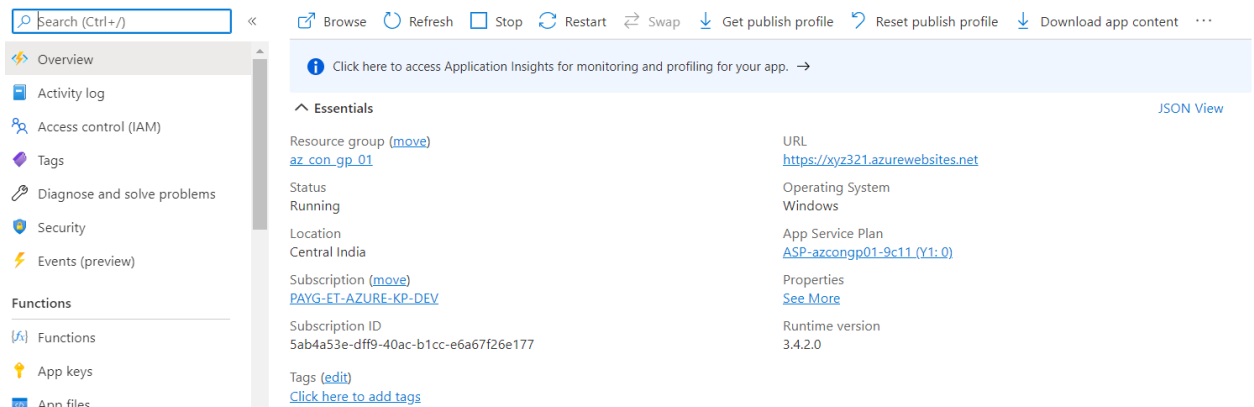 Search (Ctrl+/)
«
Browse
Refresh
Stop
Restart
Swap
Get publish profile
Reset publish profile
Download app content
...
Overview
Activity log
Access control (IAM)
Tags
Diagnose and solve problems
Security
Events (preview)
Functions
Functions
App keys
App files
Click here to access Application Insights for monitoring and profiling for your app. →
Essentials
JSON View
Resource group (move)
az_con_gp_01
Status
Running
Location
Central India
Subscription (move)
PAYG-ET-AZURE-KP-DEV
Subscription ID
5ab4a53e-dff9-40ac-b1cc-e6a67f26e177
Tags (edit)
Click here to add tags
URL
https://xyz321.azurewebsites.net
Operating System
Windows
App Service Plan
ASP-azcongp01-9c11 (Y1: 0)
Properties
See More
Runtime version
3.4.2.0